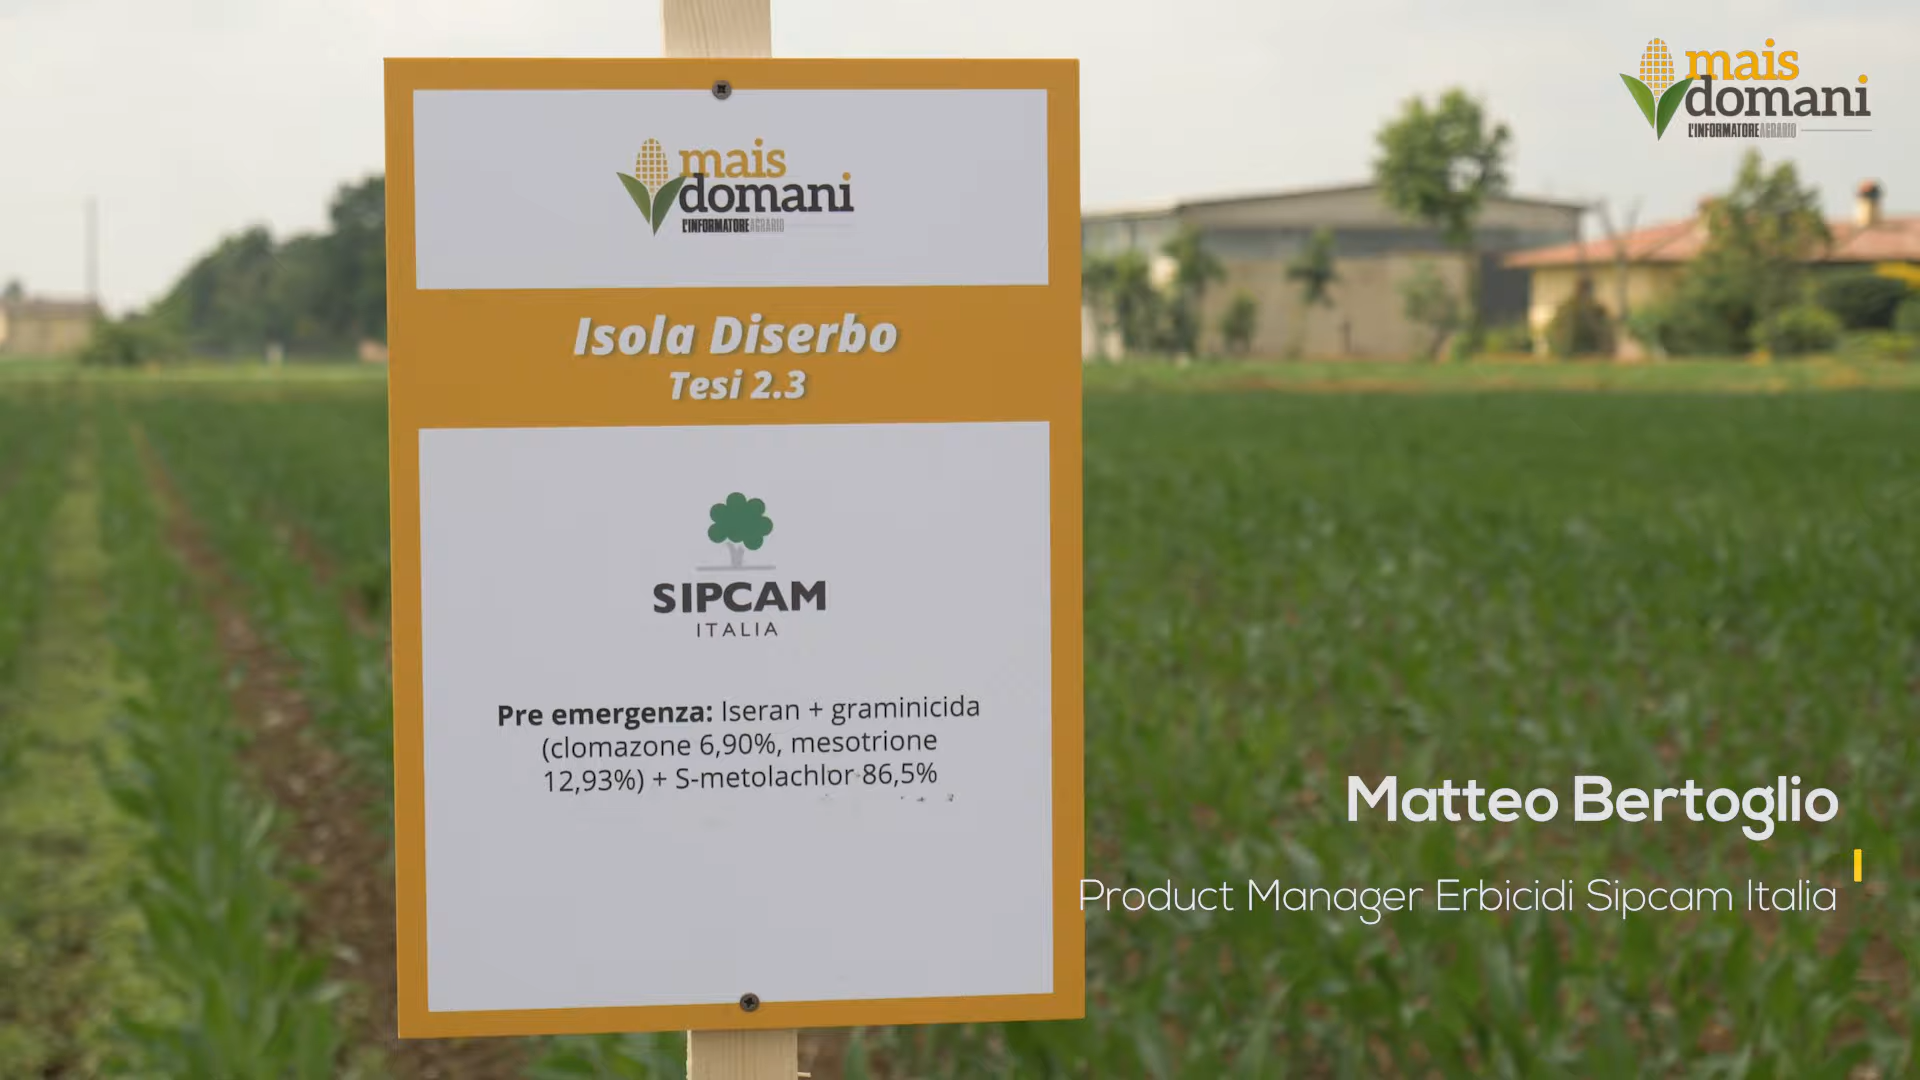 mais
domani
L'INFORMATORE AGRARIO
Isola Diserbo
Tesi 2.3
SIPCAM
ITALIA
Pre emergenza: Iseran + graminicida
(clomazone 6,90%, mesotrione
12,93%) + S-metolachlor 86,5%
mais
domani
L'INFORMATORE AGRARIO
Matteo Bertoglio
Product Manager Erbicidi Sipcam Italia